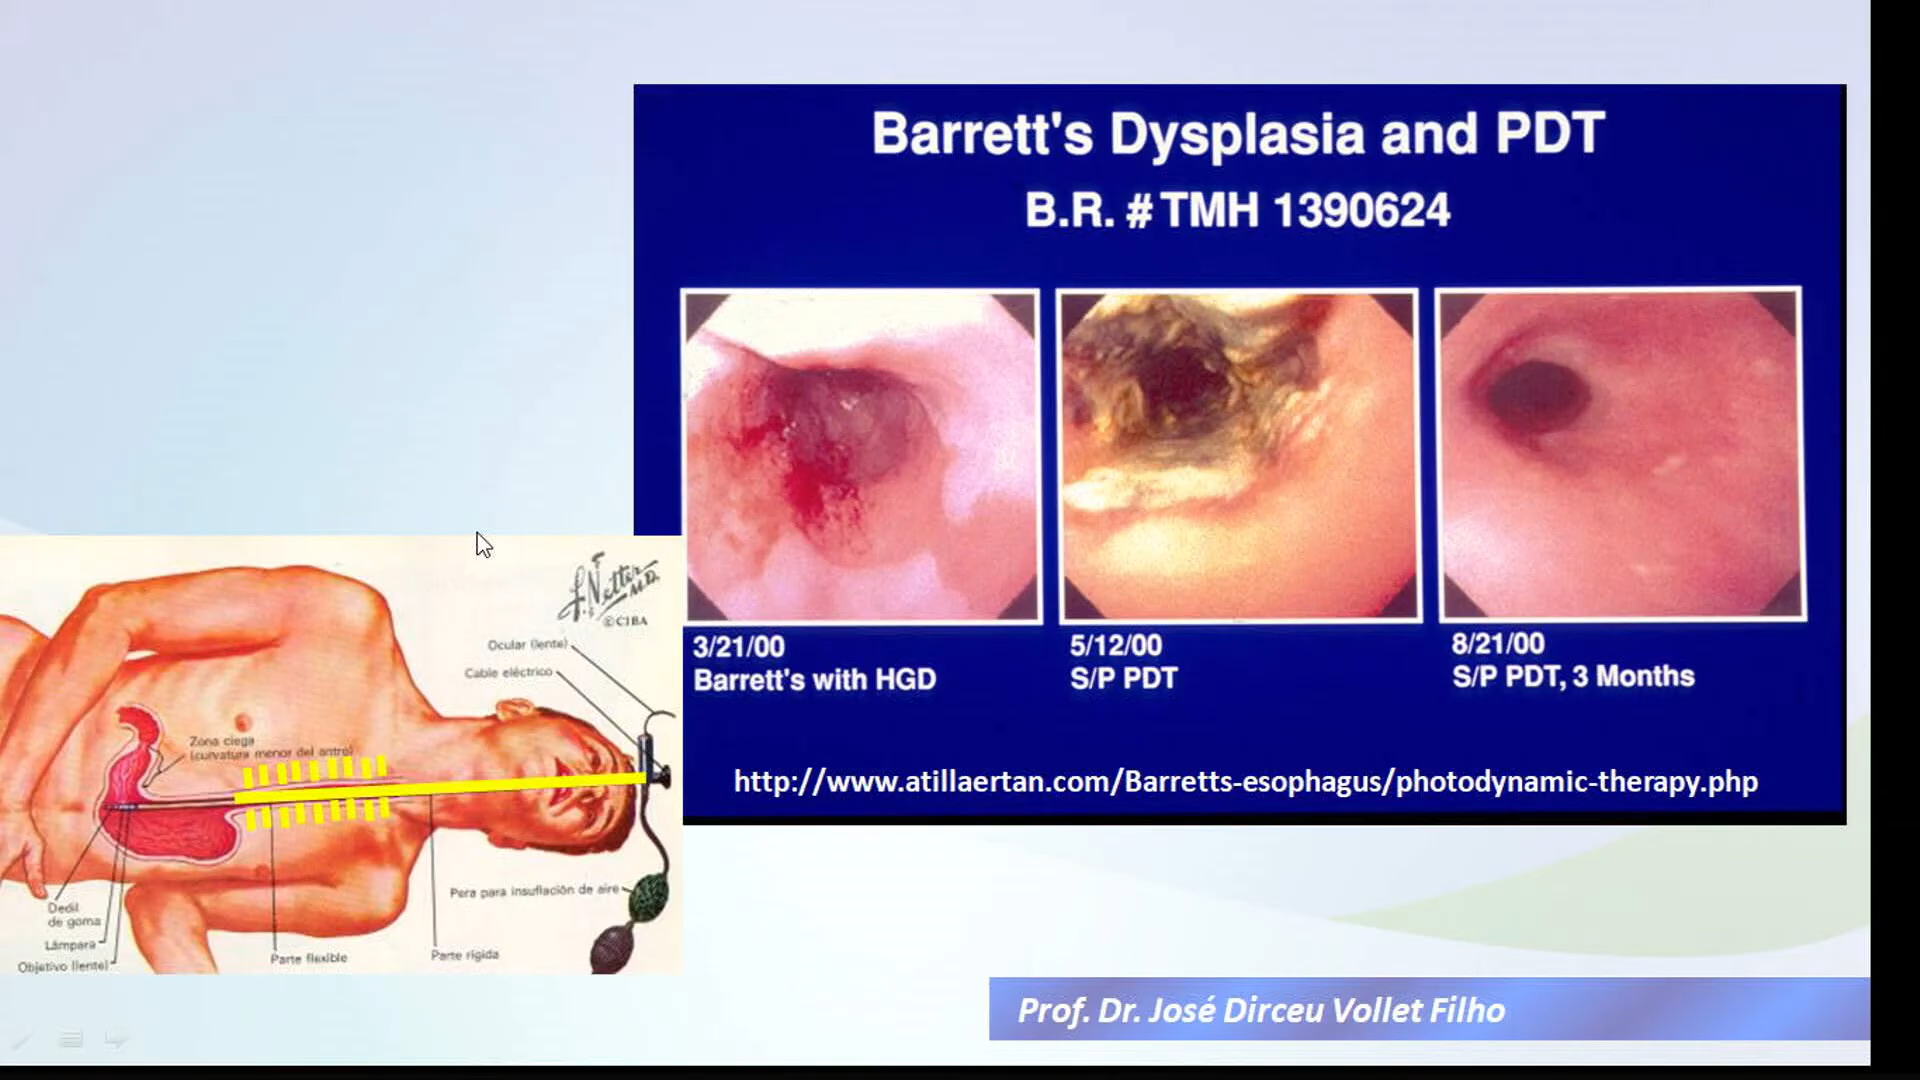 Barrett's Dysplasia and PDT
B.R. # TMH 1390624
3/21/00
Barrett's with HGD
5/12/00
S/P PDT
8/21/00
S/P PDT, 3 Months
http://www.atillaertan.com/Barretts-esophagus/photodynamic-therapy.php
f. Netter
M.D.
©CIBA
Ocular (lente)
Cable eléctrico
Zona ciega
(curvatura menor del antro)
Pera para insuflación de aire
Dedil
de goma
Lámpara
Objetivo (lente)
Parte flexible
Parte rígida
Prof. Dr. José Dirceu Vollet Filho